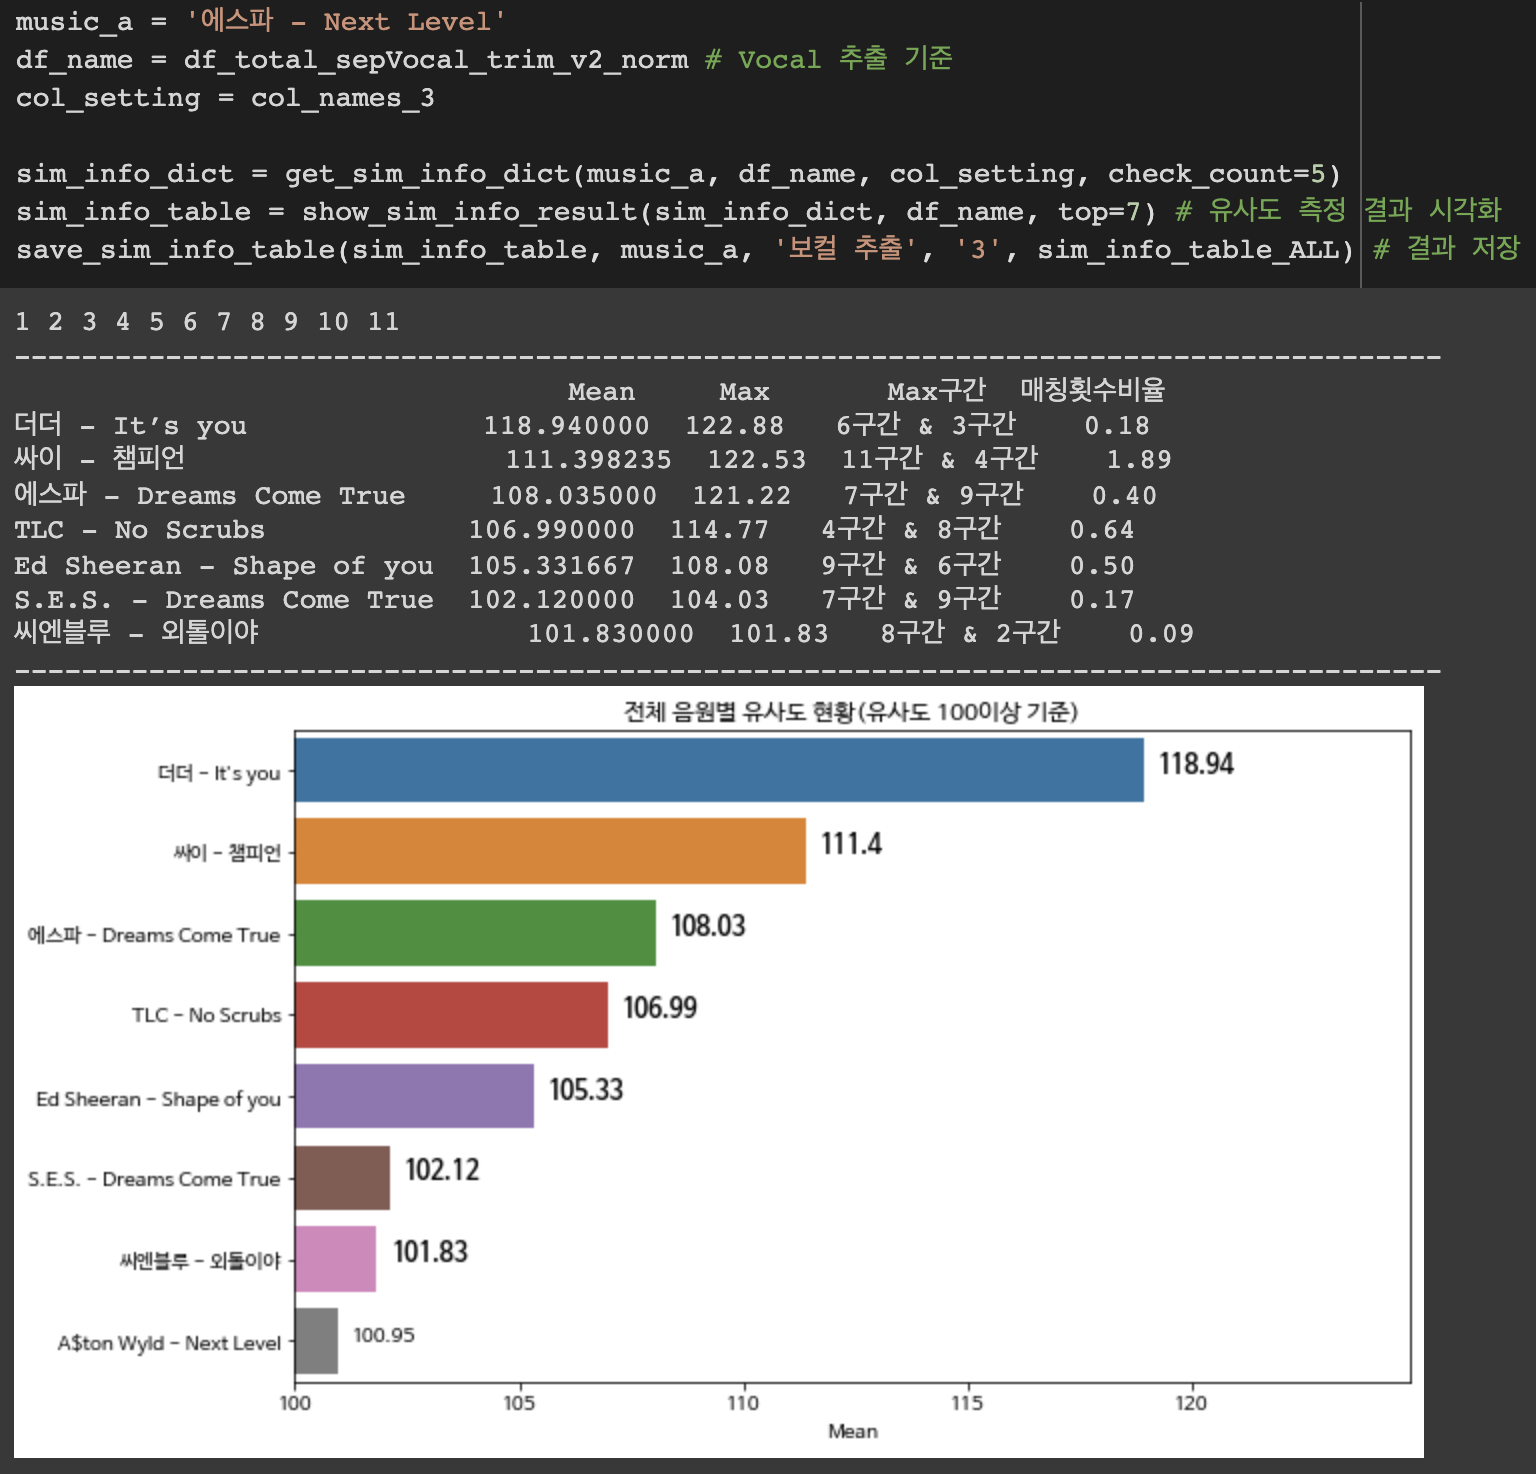 music_a = '에스파 - Next Level'
df_name = df_total_sepVocal_trim_v2_norm # Vocal 추출 기준
col_setting = col_names_3
sim_info_dict = get_sim_info_dict(music_a, df_name, col_setting, check_count=5)
sim_info_table = show_sim_info_result(sim_info_dict, df_name, top=7) # 유사도 측정 결과 시각화
save_sim_info_table(sim_info_table, music_a, '보컬 추출', '3', sim_info_table_ALL) # 결과 저장
1 2 3 4 5 6 7 8 9 10 11
-------------------------------------------------------------------------------------
Mean Max Max구간 매칭횟수비율
더더 - It’s you 118.940000 122.88 6구간 & 3구간 0.18
싸이 - 챔피언 111.398235 122.53 11구간 & 4구간 1.89
에스파 - Dreams Come True 108.035000 121.22 7구간 & 9구간 0.40
TLC - No Scrubs 106.990000 114.77 4구간 & 8구간 0.64
Ed Sheeran - Shape of you 105.331667 108.08 9구간 & 6구간 0.50
S.E.S. - Dreams Come True 102.120000 104.03 7구간 & 9구간 0.17
씨엔블루 - 외톨이야 101.830000 101.83 8구간 & 2구간 0.09
-------------------------------------------------------------------------------------
전체 음원별 유사도 현황(유사도 100이상 기준)
더더 - It's you 118.94
싸이 - 챔피언 111.4
에스파 - Dreams Come True 108.03
TLC - No Scrubs 106.99
Ed Sheeran - Shape of you 105.33
S.E.S. - Dreams Come True 102.12
씨엔블루 - 외톨이야 101.83
A$ton Wyld - Next Level 100.95
100 105 110 115 120
Mean